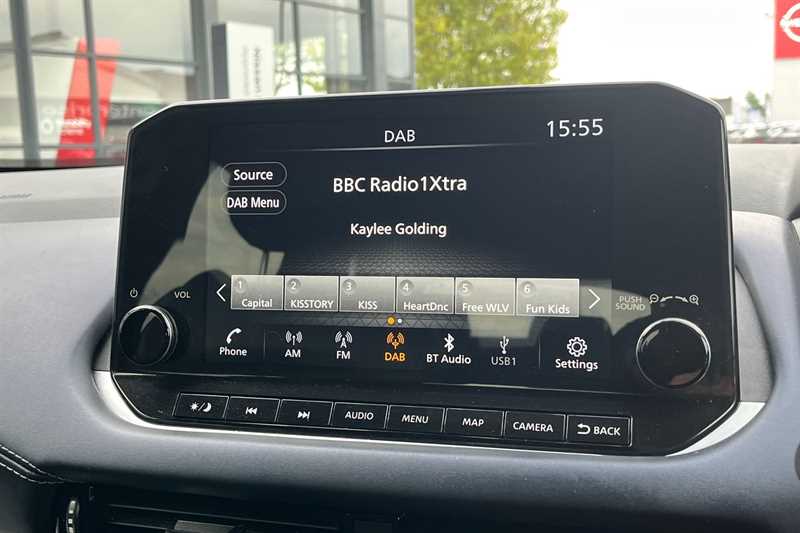 DAB
15:55
Source
BBC Radio1Xtra
DAB Menu
Kaylee Golding
1 Capital
2 KISSTORY
3 KISS
4 HeartDnc
5 Free WLV
6 Fun Kids
VOL
PUSH SOUND
Phone
AM
FM
DAB
BT Audio
USB1
Settings
AUDIO
MENU
MAP
CAMERA
BACK